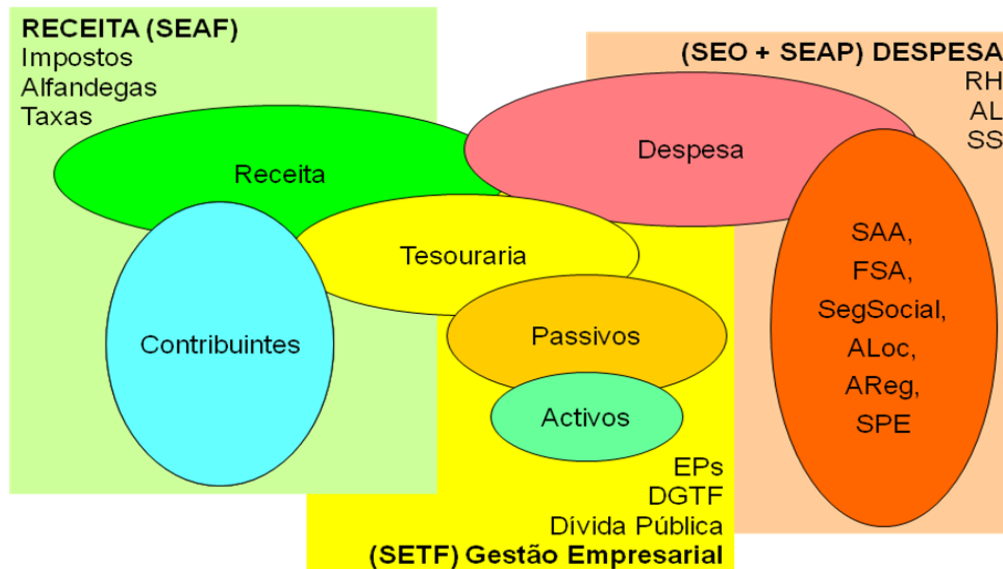 RECEITA (SEAF)
Impostos
Alfandegas
Taxas
(SEO + SEAP) DESPESA
RH
AL
SS
Receita
Despesa
Tesouraria
Contribuintes
Passivos
Activos
SAA,
FSA,
SegSocial,
ALoc,
AReg,
SPE
EPs
DGTF
Dívida Pública
(SETF) Gestão Empresarial